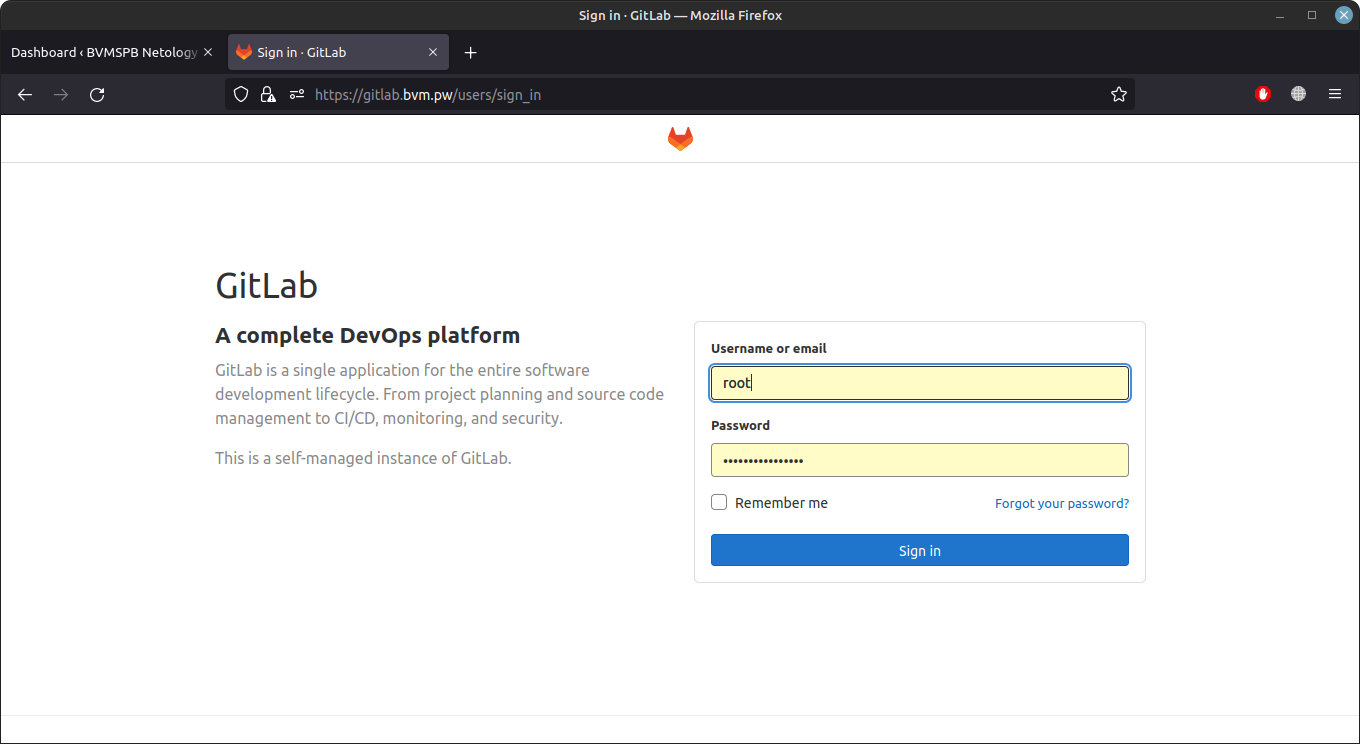 Sign in · GitLab — Mozilla Firefox
Dashboard ‹ BVMSPB Netology
Sign in · GitLab
https://gitlab.bvm.pw/users/sign_in
GitLab
A complete DevOps platform
GitLab is a single application for the entire software
development lifecycle. From project planning and source code
management to CI/CD, monitoring, and security.
This is a self-managed instance of GitLab.
Username or email
root
Password
••••••••••••••••
Remember me
Forgot your password?
Sign in